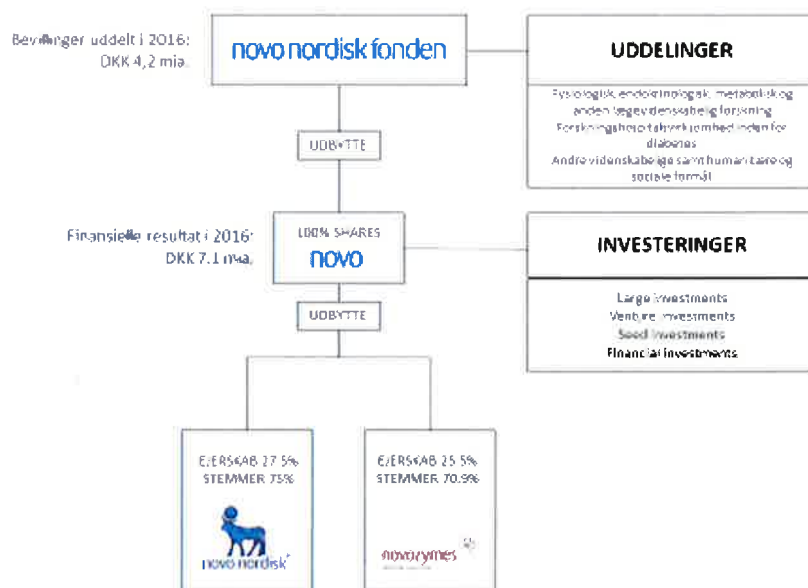 Bevillinger uddelt i 2016:
DKK 4,2 mia.
novo nordisk fonden
UDDELINGER
Fysiologisk, endokrinologisk, metabolisk og
anden lægevidenskabelig forskning
Forskningshospitalsvirksomhed inden for
diabetes
Andre videnskabelige samt humanitære og
sociale formål
UDBYTTE
Finansielle resultat i 2016:
DKK 7.1 mia.
100% SHARES
novo
INVESTERINGER
Large investments
Venture investments
Seed investments
Financial investments
UDBYTTE
EJERSKAB 27.5%
STEMMER 75%
novo nordisk
EJERSKAB 25.5%
STEMMER 70.9%
novozymes